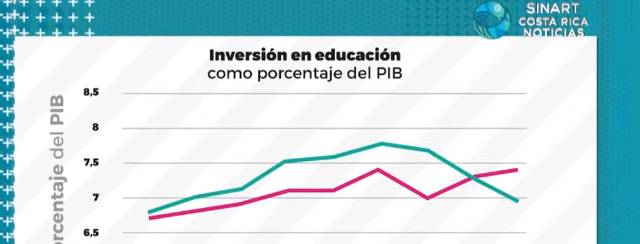 SINART
COSTA RICA
NOTICIAS
Inversión en educación
como porcentaje del PIB
8,5
8
7,5
7
6,5
del PIB